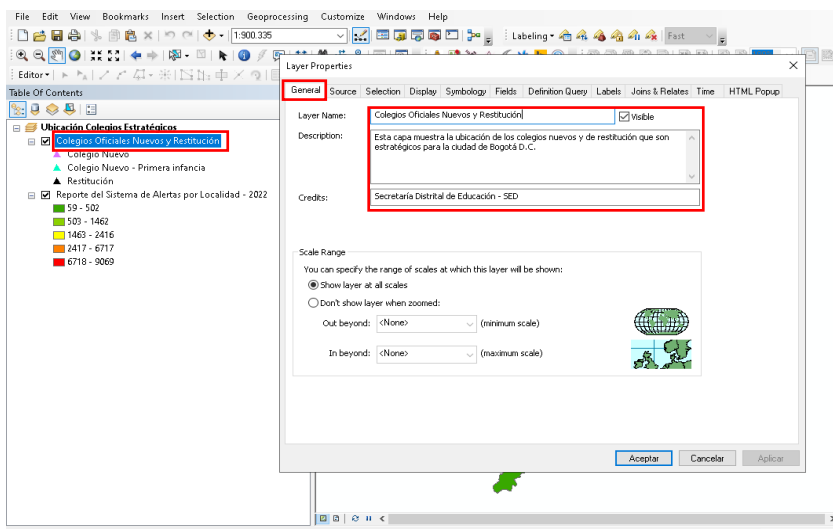 File Edit View Bookmarks Insert Selection Geoprocessing Customize Windows Help
1:900.335
Labeling
Fast
Editor
Table Of Contents
Ubicación Colegios Estratégicos
Colegios Oficiales Nuevos y Restitución
Colegio Nuevo
Colegio Nuevo - Primera infancia
Restitución
Reporte del Sistema de Alertas por Localidad - 2022
59 - 502
503 - 1462
1463 - 2416
2417 - 6717
6718 - 9069
Layer Properties
General Source Selection Display Symbology Fields Definition Query Labels Joins & Relates Time HTML Popup
Layer Name: Colegios Oficiales Nuevos y Restitución Visible
Description: Esta capa muestra la ubicación de los colegios nuevos y de restitución que son
estratégicos para la ciudad de Bogotá D.C.
Credits: Secretaría Distrital de Educación - SED
Scale Range
You can specify the range of scales at which this layer will be shown:
Show layer at all scales
Don't show layer when zoomed:
Out beyond: <None> (minimum scale)
In beyond: <None> (maximum scale)
Aceptar Cancelar Aplicar